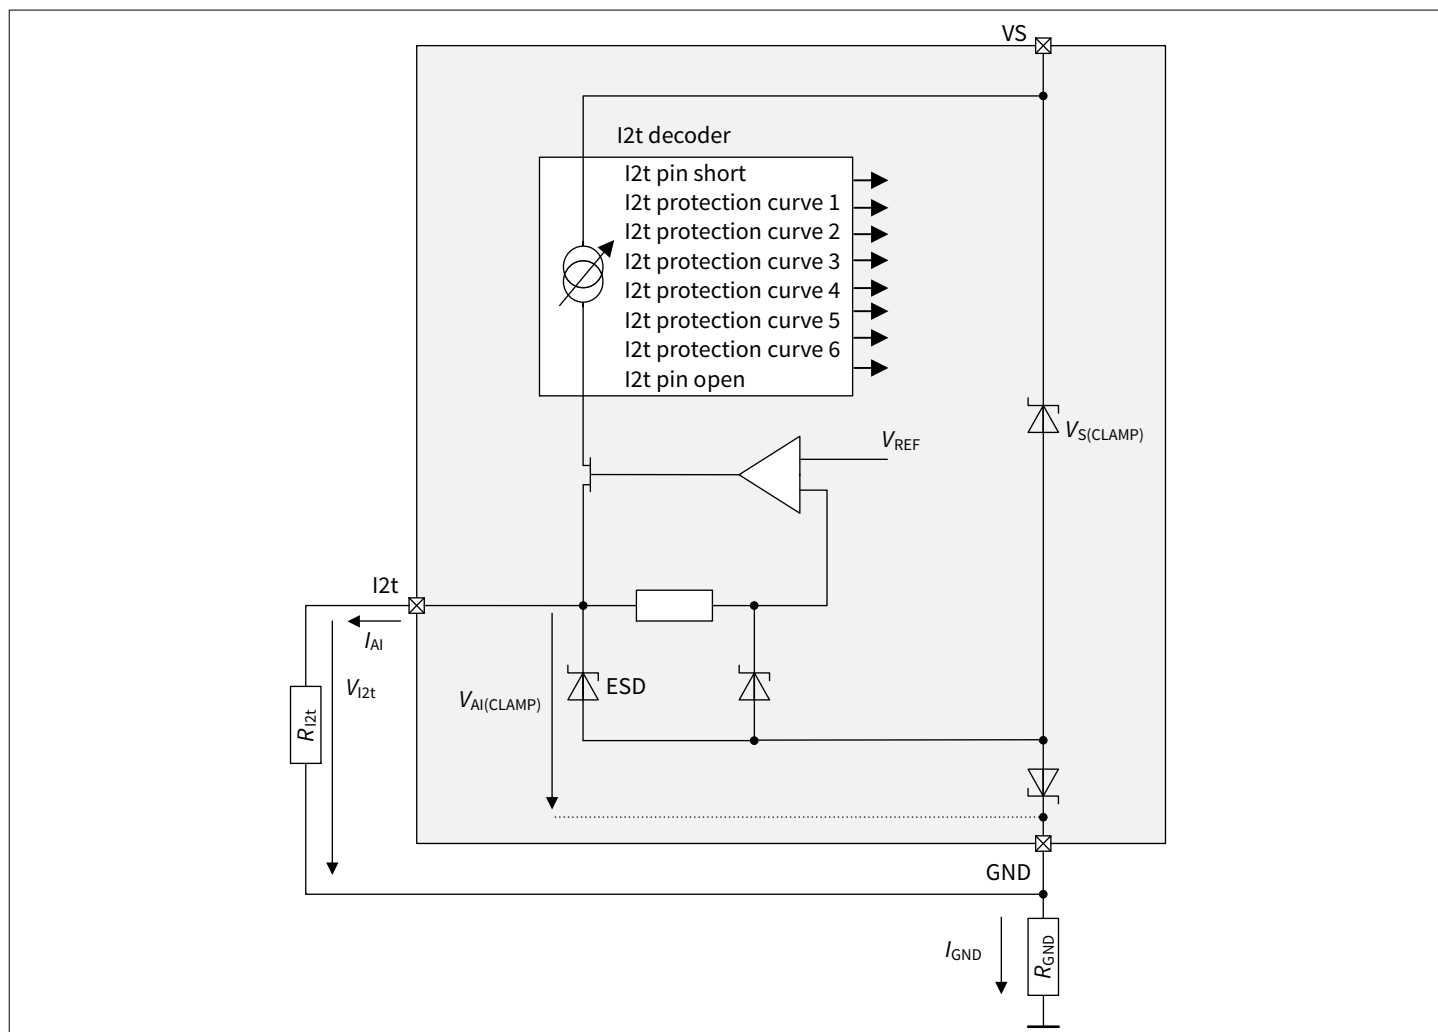 VS
I2t decoder
I2t pin short
I2t protection curve 1
I2t protection curve 2
I2t protection curve 3
I2t protection curve 4
I2t protection curve 5
I2t protection curve 6
I2t pin open
VS(CLAMP)
VREF
I2t
IAI
VI2t
RI2t
ESD
VAI(CLAMP)
GND
IGND
RGND